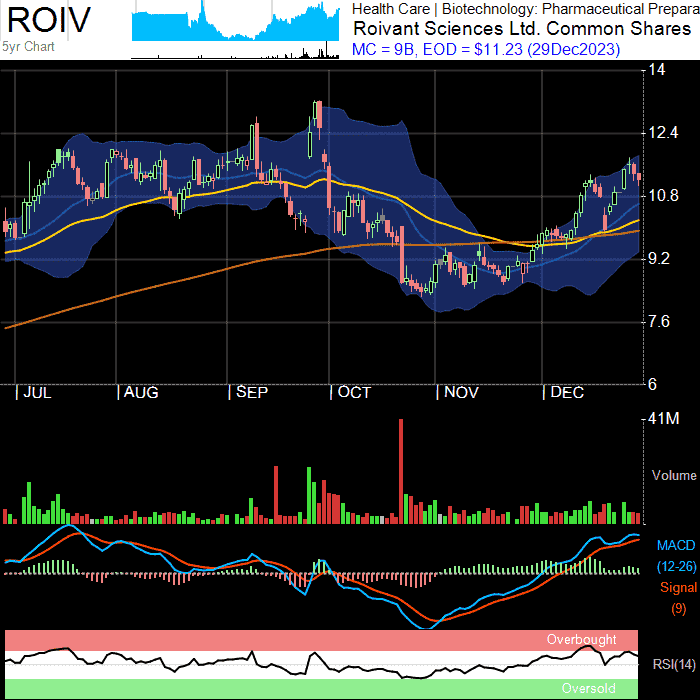 ROIV
5yr Chart
Health Care | Biotechnology: Pharmaceutical Prepara
Roivant Sciences Ltd. Common Shares
MC = 9B, EOD = $11.23 (29Dec2023)
14
12.4
10.8
9.2
7.6
6
| JUL | AUG | SEP | OCT | NOV | DEC
41M
Volume
MACD
(12-26)
Signal
(9)
Overbought
RSI(14)
Oversold